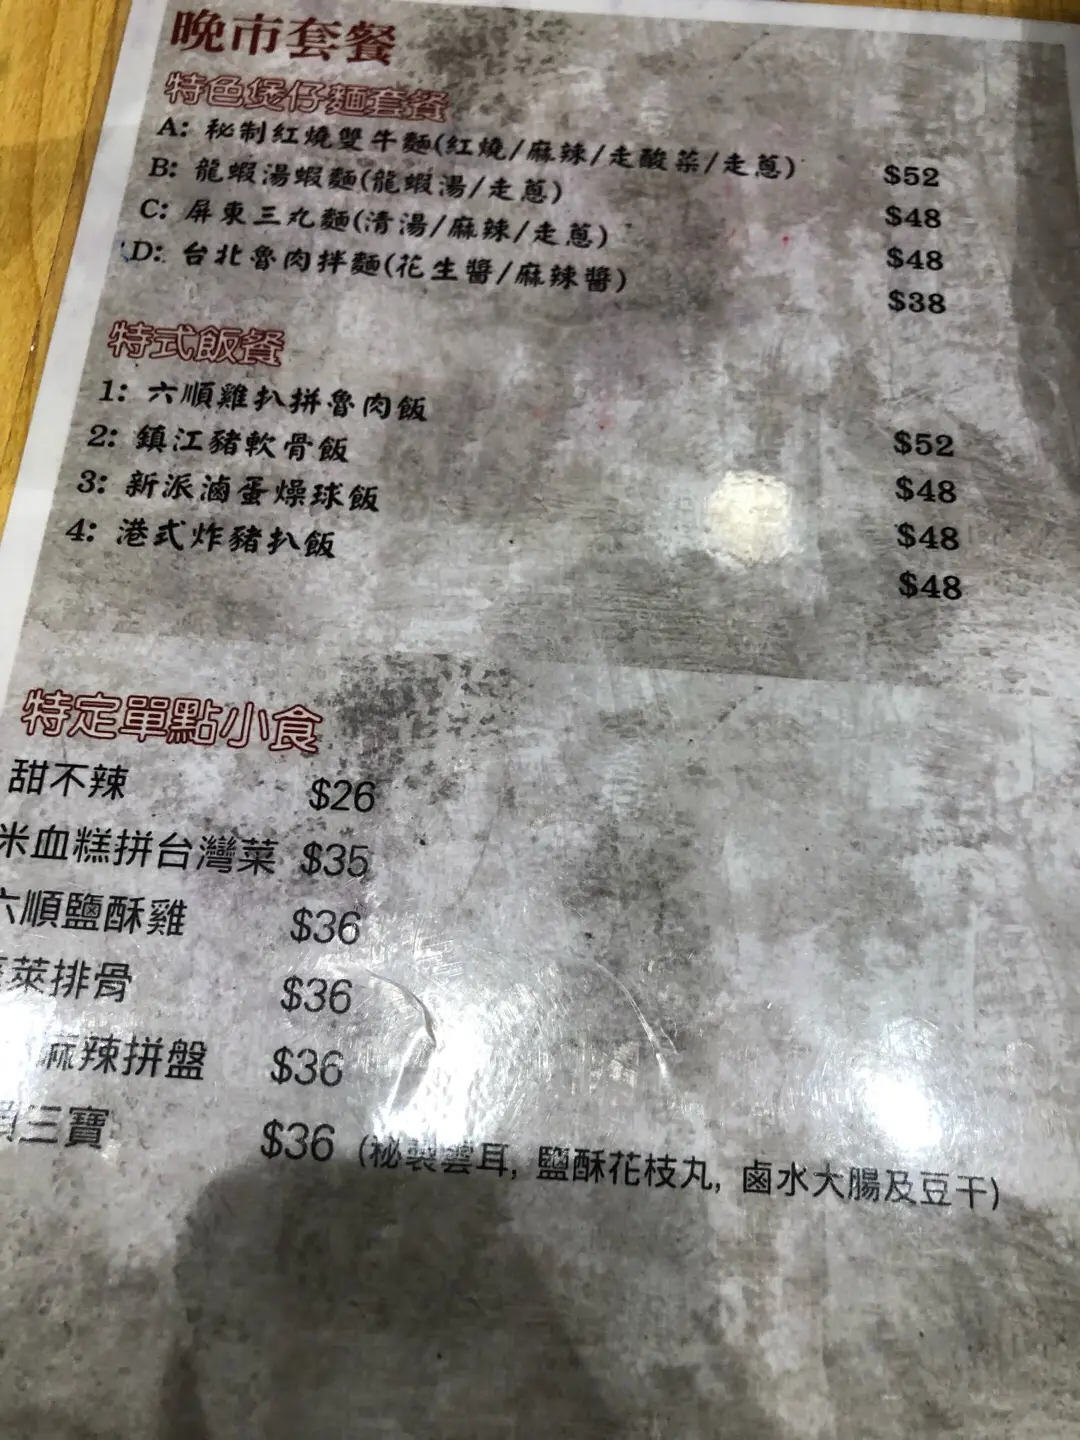 晚市套餐
特色煲仔麵套餐
A: 秘制紅燒雙牛麵(紅燒/麻辣/走酸菜/走蔥) $52
B: 龍蝦湯蝦麵(龍蝦湯/走蔥) $48
C: 屏東三丸麵(清湯/麻辣/走蔥) $48
D: 台北魯肉拌麵(花生醬/麻辣醬) $38
特式飯餐
1: 六順雞扒拼魯肉飯 $52
2: 鎮江豬軟骨飯 $48
3: 新派滷蛋燥球飯 $48
4: 港式炸豬扒飯 $48
特定單點小食
甜不辣 $26
米血糕拼台灣菜 $35
六順鹽酥雞 $36
萊排骨 $36
麻辣拼盤 $36
三寶 $36 (秘製雲耳, 鹽酥花枝丸, 鹵水大腸及豆干)